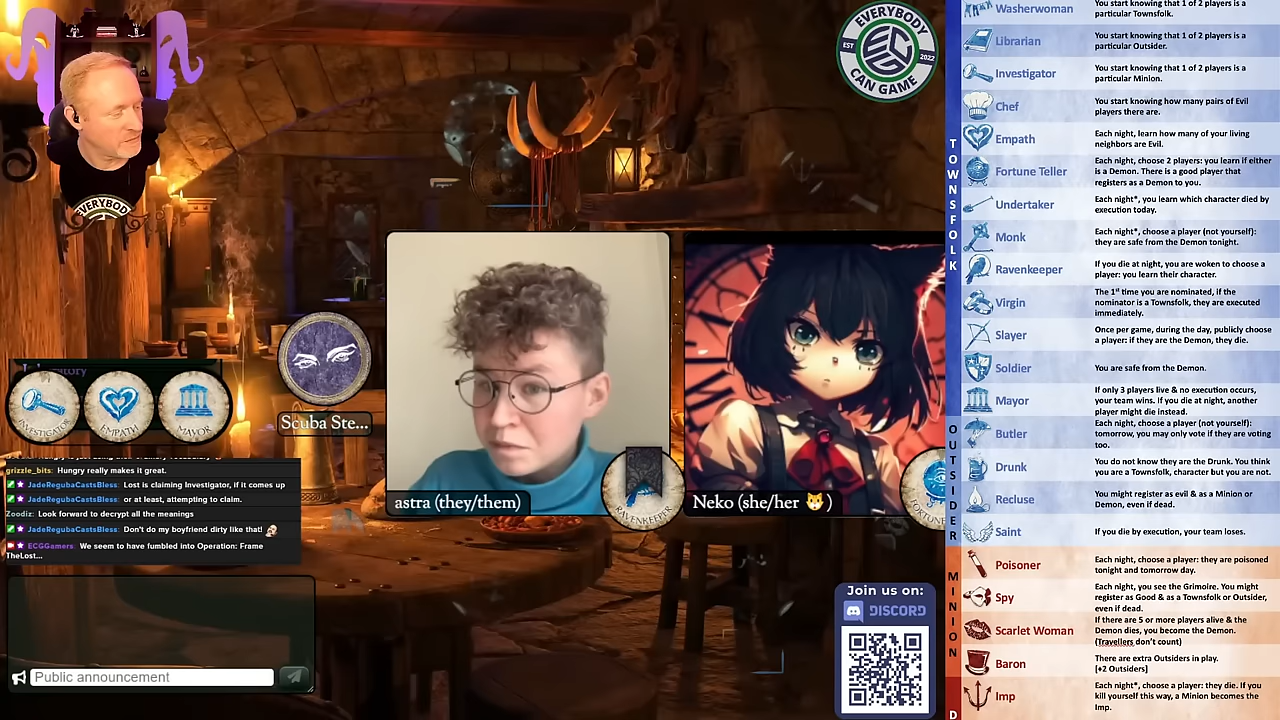 EVERYBODY
EST
2022
CAN GAME
EVERYBOD
INVESTIGATOR
EMPATH
MAYOR
Scuba Ste...
grizzle_bits: Hungry really makes it great.
JadeRegubaCastsBless: Lost is claiming Investigator, if it comes up
JadeRegubaCastsBless: or at least, attempting to claim.
Zoodiz: Look forward to decrypt all the meanings
JadeRegubaCastsBless: Don't do my boyfriend dirty like that!
ECGGamers: We seem to have fumbled into Operation: Frame
TheLost...
Public announcement
astra (they/them)
RAVENKEEPER
Neko (she/her 😼)
FORTUNE
Join us on:
DISCORD
TOWNSFOLK
Washerwoman
You start knowing that 1 of 2 players is a
particular Townsfolk.
Librarian
You start knowing that 1 of 2 players is a
particular Outsider.
Investigator
You start knowing that 1 of 2 players is a
particular Minion.
Chef
You start knowing how many pairs of Evil
players there are.
Empath
Each night, learn how many of your living
neighbors are Evil.
Fortune Teller
Each night, choose 2 players: you learn if either
is a Demon. There is a good player that
registers as a Demon to you.
Undertaker
Each night*, you learn which character died by
execution today.
Monk
Each night*, choose a player (not yourself):
they are safe from the Demon tonight.
Ravenkeeper
If you die at night, you are woken to choose a
player: you learn their character.
Virgin
The 1st time you are nominated, if the
nominator is a Townsfolk, they are executed
immediately.
Slayer
Once per game, during the day, publicly choose
a player: if they are the Demon, they die.
Soldier
You are safe from the Demon.
Mayor
If only 3 players live & no execution occurs,
your team wins. If you die at night, another
player might die instead.
OUTSIDER
Butler
Each night, choose a player (not yourself):
tomorrow, you may only vote if they are voting
too.
Drunk
You do not know they are the Drunk. You think
you are a Townsfolk, character but you are not.
Recluse
You might register as evil & as a Minion or
Demon, even if dead.
Saint
If you die by execution, your team loses.
MINION
Poisoner
Each night, choose a player: they are poisoned
tonight and tomorrow day.
Spy
Each night, you see the Grimoire. You might
register as Good & as a Townsfolk or Outsider,
even if dead.
Scarlet Woman
If there are 5 or more players alive & the
Demon dies, you become the Demon.
(Travellers don't count)
Baron
There are extra Outsiders in play.
[+2 Outsiders]
D
Imp
Each night*, choose a player: they die. If you
kill yourself this way, a Minion becomes the
Imp.